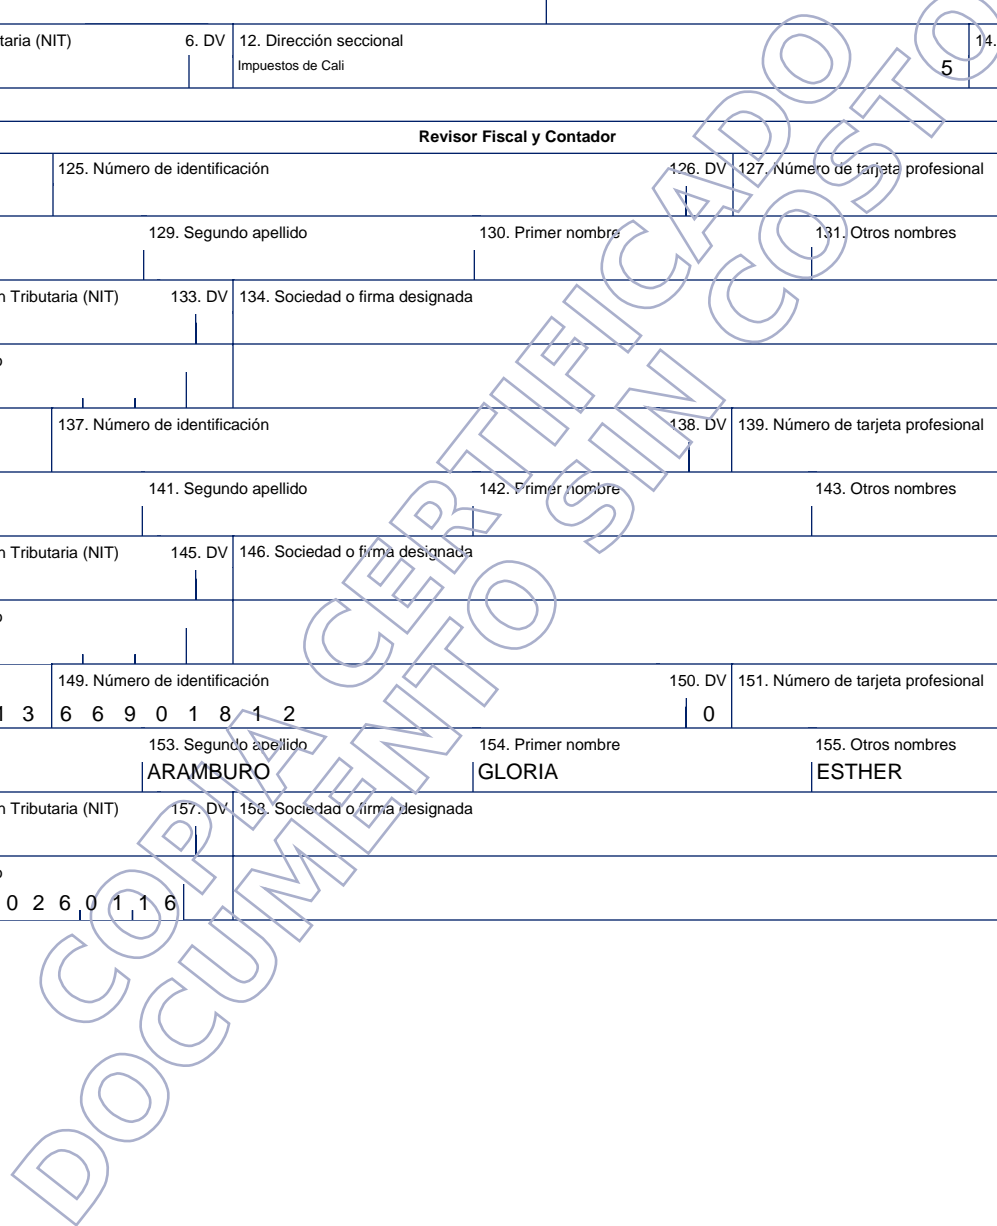 taria (NIT) 6. DV 12. Dirección seccional 14.
Impuestos de Cali 5
Revisor Fiscal y Contador
125. Número de identificación 126. DV 127. Número de tarjeta profesional
129. Segundo apellido 130. Primer nombre 131. Otros nombres
n Tributaria (NIT) 133. DV 134. Sociedad o firma designada
o
137. Número de identificación 138. DV 139. Número de tarjeta profesional
141. Segundo apellido 142. Primer nombre 143. Otros nombres
n Tributaria (NIT) 145. DV 146. Sociedad o firma designada
o
149. Número de identificación 150. DV 151. Número de tarjeta profesional
1 3 6 6 9 0 1 8 1 2 0
153. Segundo apellido 154. Primer nombre 155. Otros nombres
ARAMBURO GLORIA ESTHER
n Tributaria (NIT) 157. DV 158. Sociedad o firma designada
o
0 2 6 0 1 1 6
COPIA CERTIFICADO
DOCUMENTO SIN COSTO